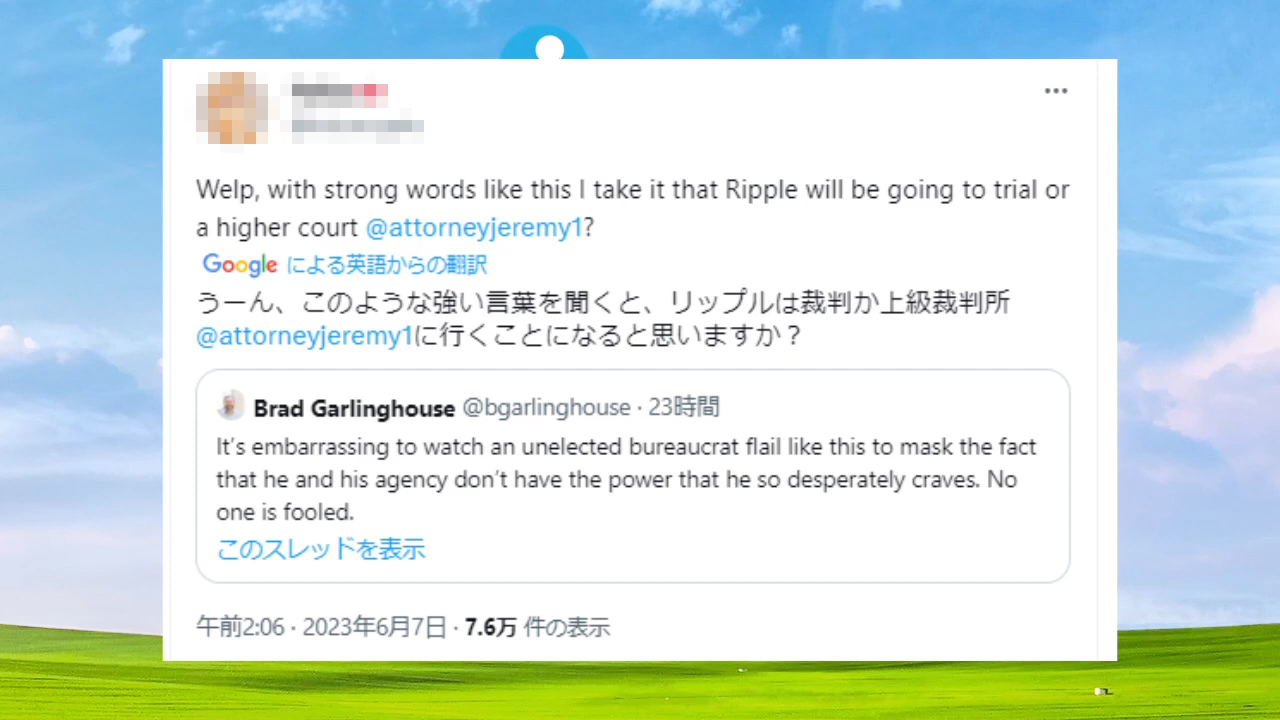 Welp, with strong words like this I take it that Ripple will be going to trial or
a higher court @attorneyjeremy1?
Google による英語からの翻訳
うーん、このような強い言葉を聞くと、リップルは裁判か上級裁判所
@attorneyjeremy1に行くことになると思いますか？
Brad Garlinghouse @bgarlinghouse · 23時間
It's embarrassing to watch an unelected bureaucrat flail like this to mask the fact
that he and his agency don't have the power that he so desperately craves. No
one is fooled.
このスレッドを表示
午前2:06 · 2023年6月7日 · 7.6万 件の表示